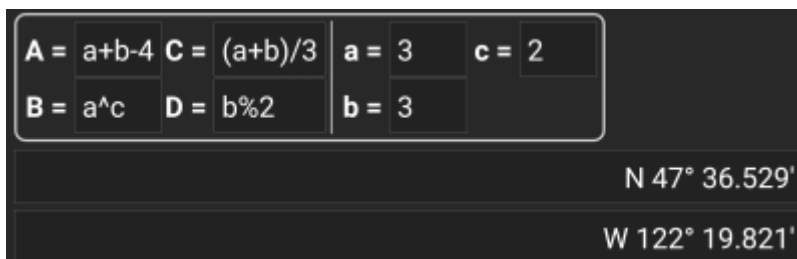 A = a+b-4 C = (a+b)/3 a = 3 c = 2
B = a^c D = b%2 b = 3
N 47° 36.529'
W 122° 19.821'